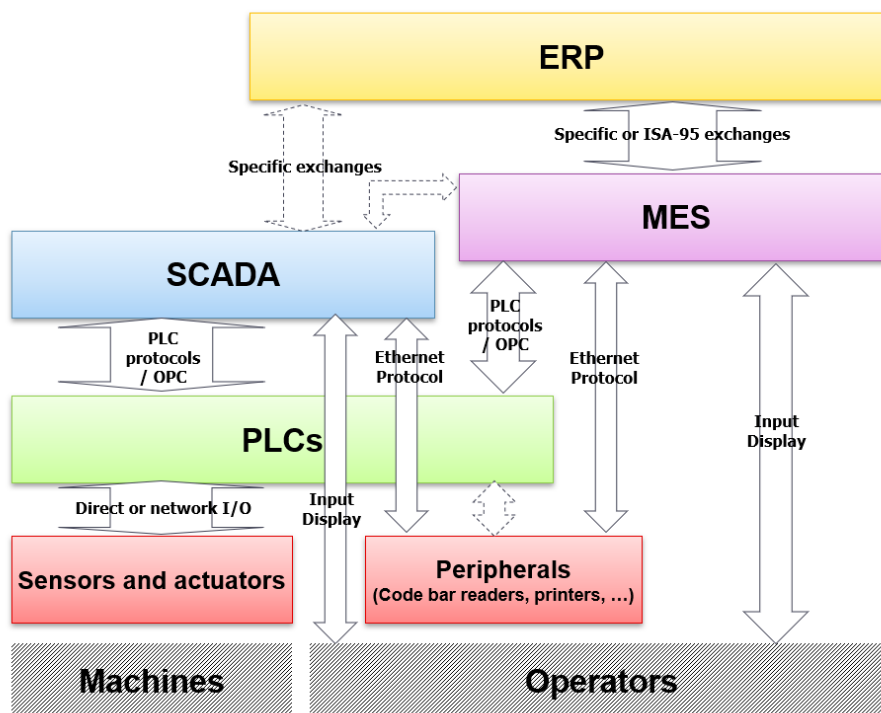 ERP
Specific or ISA-95 exchanges
Specific exchanges
MES
SCADA
PLC
protocols
/ OPC
Ethernet
Protocol
PLC
protocols
/ OPC
Ethernet
Protocol
Input
Display
PLCs
Direct or network I/O
Input
Display
Sensors and actuators
Peripherals
(Code bar readers, printers, ...)
Machines
Operators